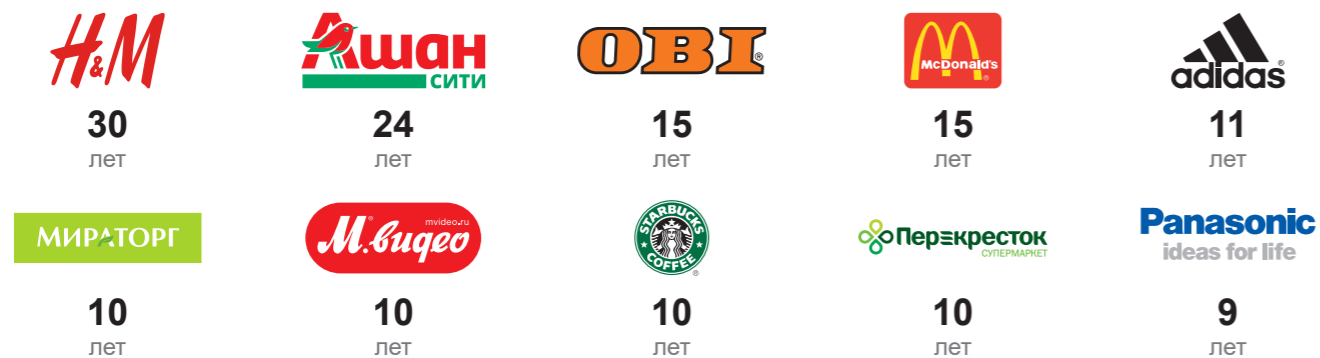 H&M
Ашан
СИТИ
OBI®
McDonald's
®
adidas®
30
24
15
15
11
лет
лет
лет
лет
лет
МИРАТОРГ
mvideo.ru
М.видео®
STARBUCKS
COFFEE
®
Перекресток
СУПЕРМАРКЕТ
Panasonic
ideas for life
10
10
10
10
9
лет
лет
лет
лет
лет